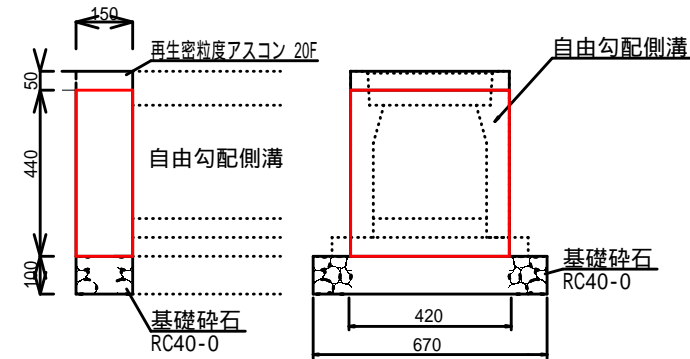 150
再生密粒度アスコン 20F
自由勾配側溝
50
440
自由勾配側溝
100
基礎砕石
RC40-0
基礎砕石
RC40-0
420
670